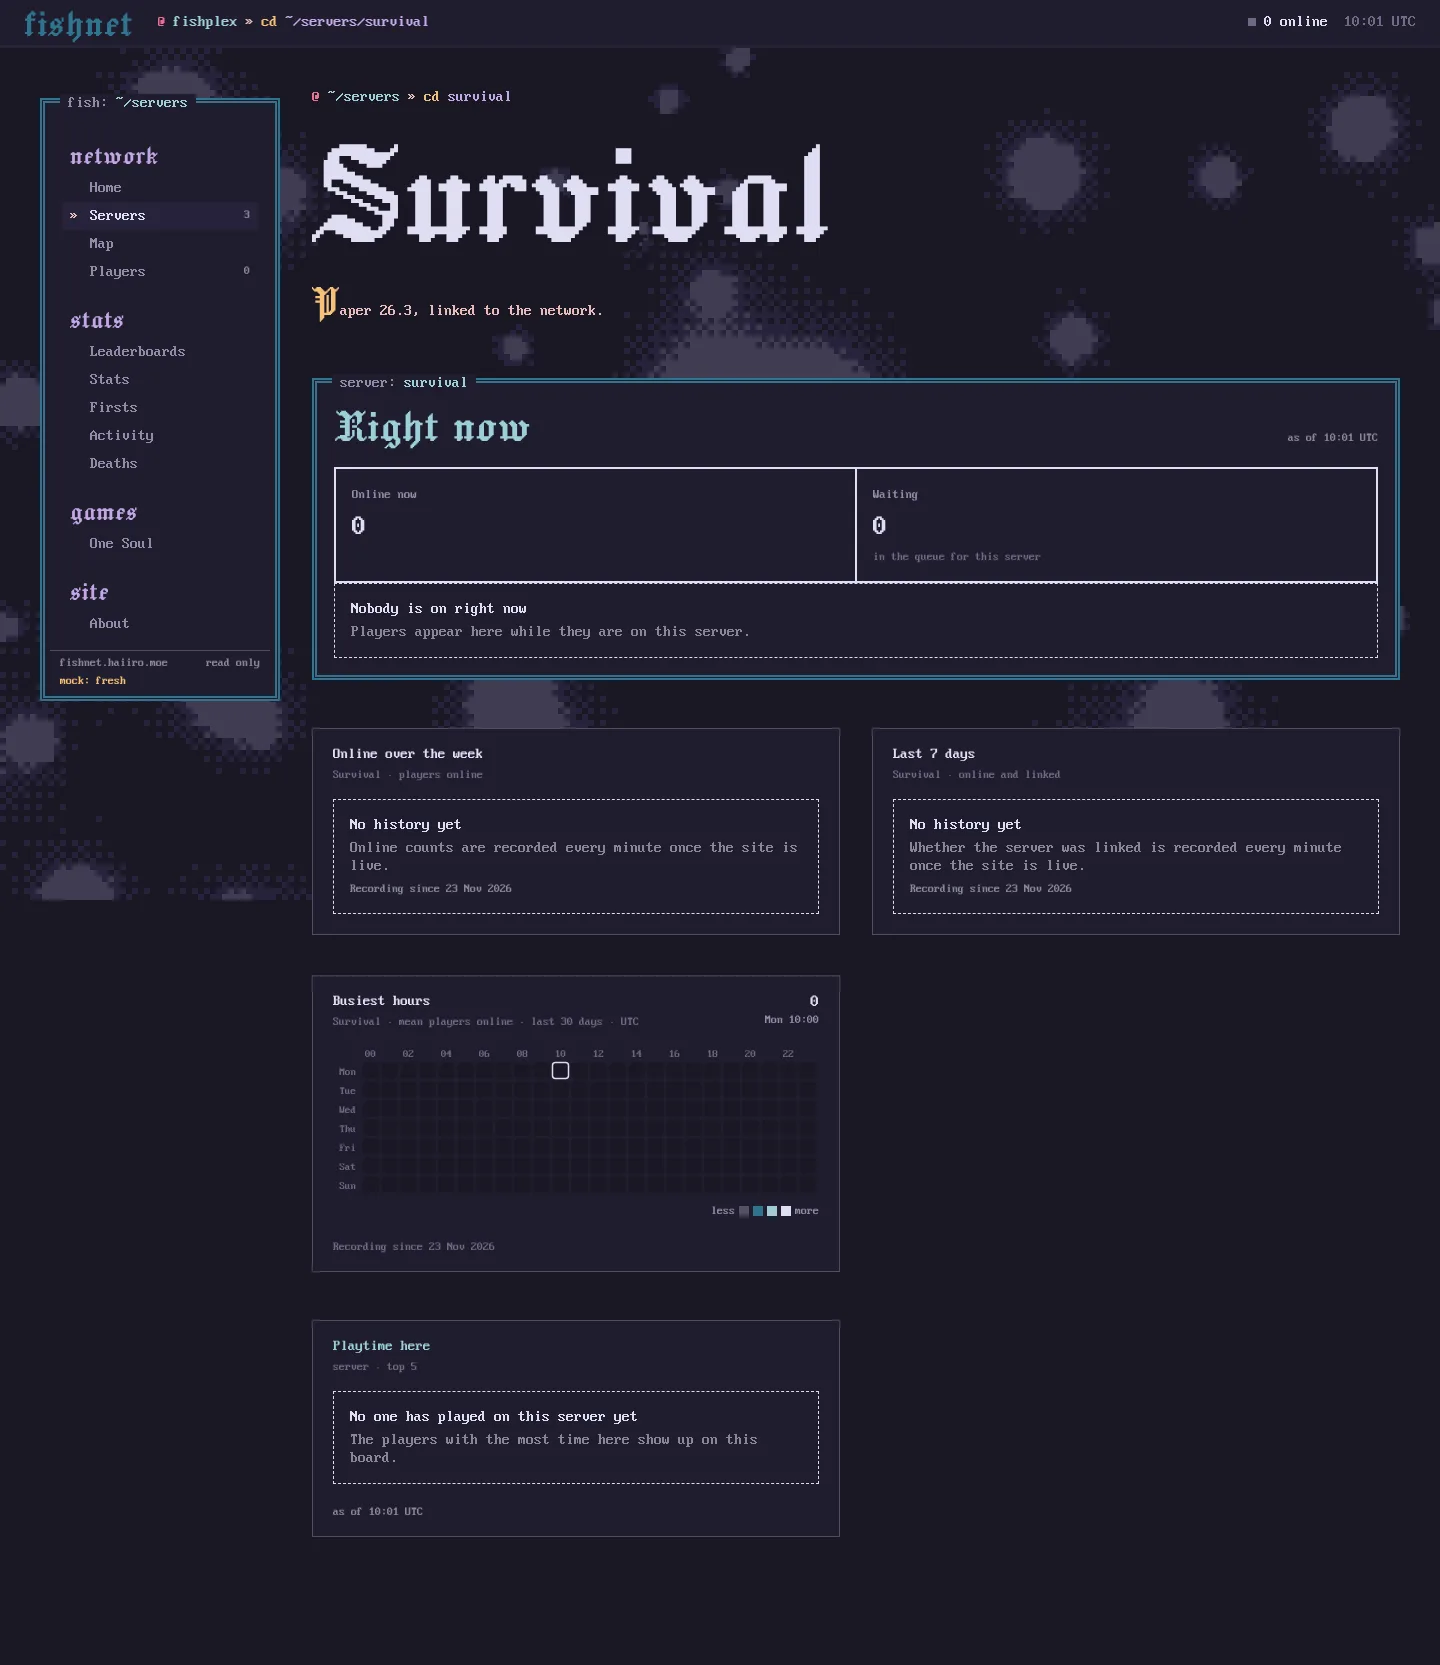 fishnet
@ fishplex » cd ~/servers/survival
0 online 10:01 UTC
fish: ~/servers
network
Home
» Servers 3
Map
Players 0
stats
Leaderboards
Stats
Firsts
Activity
Deaths
games
One Soul
site
About
fishnet.haiiro.moe read only
mock: fresh
@ ~/servers » cd survival
Survival
Paper 26.3, linked to the network.
server: survival
Right now
as of 10:01 UTC
Online now
0
Waiting
0
in the queue for this server
Nobody is on right now
Players appear here while they are on this server.
Online over the week
Survival · players online
No history yet
Online counts are recorded every minute once the site is
live.
Recording since 23 Nov 2026
Last 7 days
Survival · online and linked
No history yet
Whether the server was linked is recorded every minute
once the site is live.
Recording since 23 Nov 2026
Busiest hours 0
Survival · mean players online · last 30 days · UTC Mon 10:00
00 02 04 06 08 10 12 14 16 18 20 22
Mon
Tue
Wed
Thu
Fri
Sat
Sun
less more
Recording since 23 Nov 2026
Playtime here
server · top 5
No one has played on this server yet
The players with the most time here show up on this
board.
as of 10:01 UTC